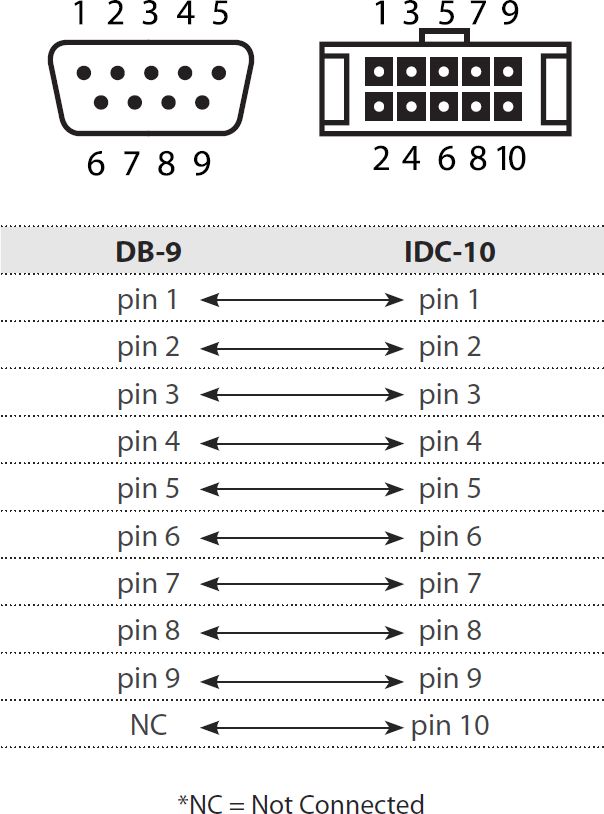 1 2 3 4 5 1 3 5 7 9
6 7 8 9 2 4 6 8 10
DB-9 IDC-10
pin 1 pin 1
pin 2 pin 2
pin 3 pin 3
pin 4 pin 4
pin 5 pin 5
pin 6 pin 6
pin 7 pin 7
pin 8 pin 8
pin 9 pin 9
NC pin 10
*NC = Not Connected